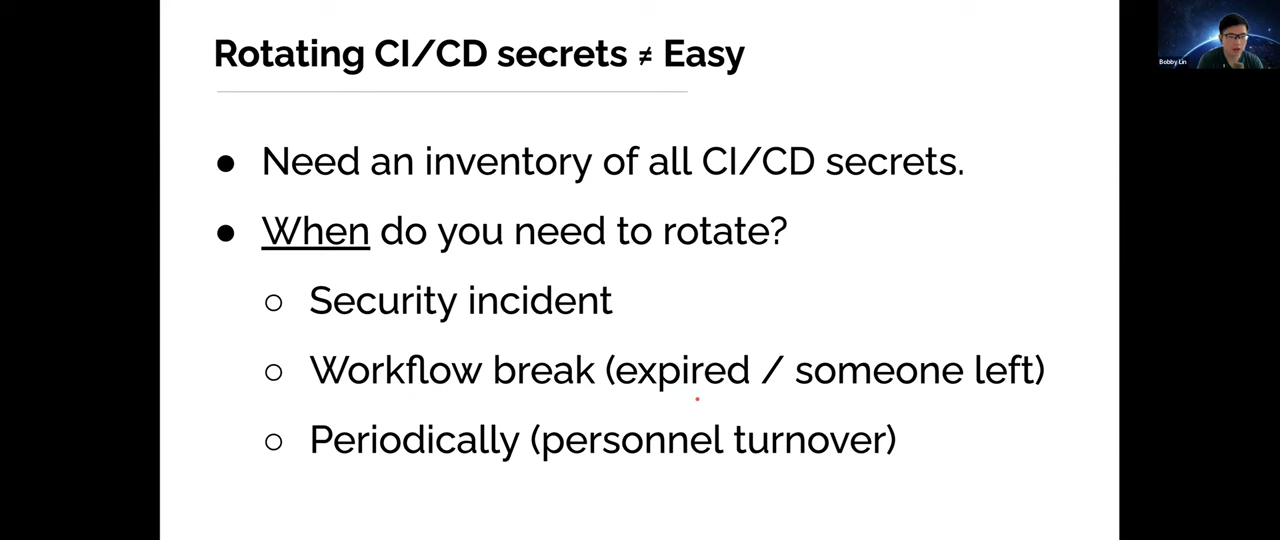 Rotating CI/CD secrets ≠ Easy
● Need an inventory of all CI/CD secrets.
● When do you need to rotate?
○ Security incident
○ Workflow break (expired / someone left)
○ Periodically (personnel turnover)
Bobby Lin